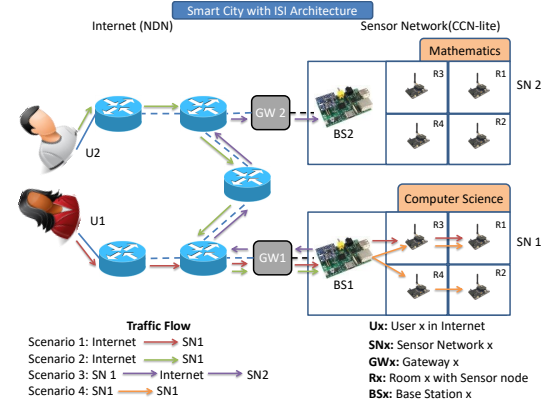 Smart City with ISI Architecture
Internet (NDN)
Sensor Network(CCN-lite)
Mathematics
R3
R1
SN 2
GW 2
BS2
R4
R2
U2
U1
Computer Science
R3
R1
SN 1
GW1
BS1
R4
R2
Traffic Flow
Scenario 1: Internet SN1
Scenario 2: Internet SN1
Scenario 3: SN 1 Internet SN2
Scenario 4: SN1 SN1
Ux: User x in Internet
SNx: Sensor Network x
GWx: Gateway x
Rx: Room x with Sensor node
BSx: Base Station x